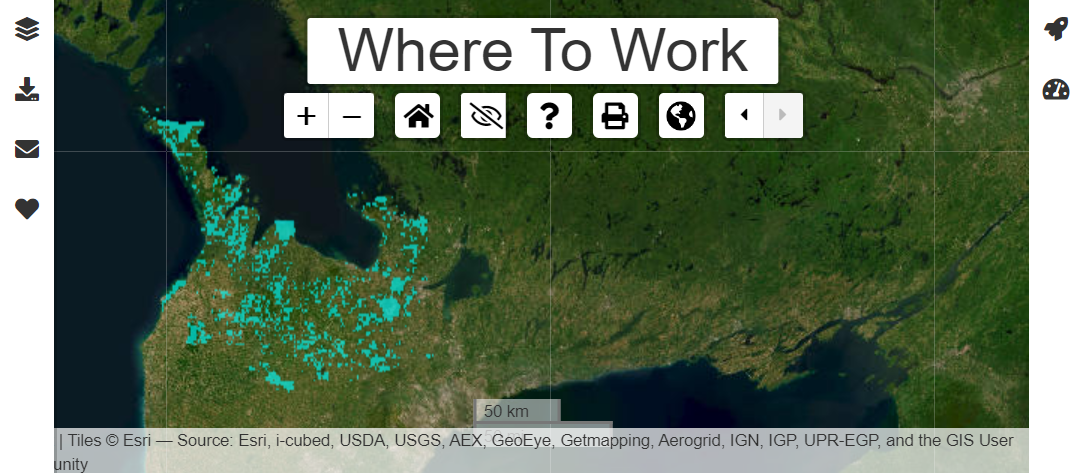 Where To Work
+
−
?
50 km
| Tiles © Esri — Source: Esri, i-cubed, USDA, USGS, AEX, GeoEye, Getmapping, Aerogrid, IGN, IGP, UPR-EGP, and the GIS User
unity